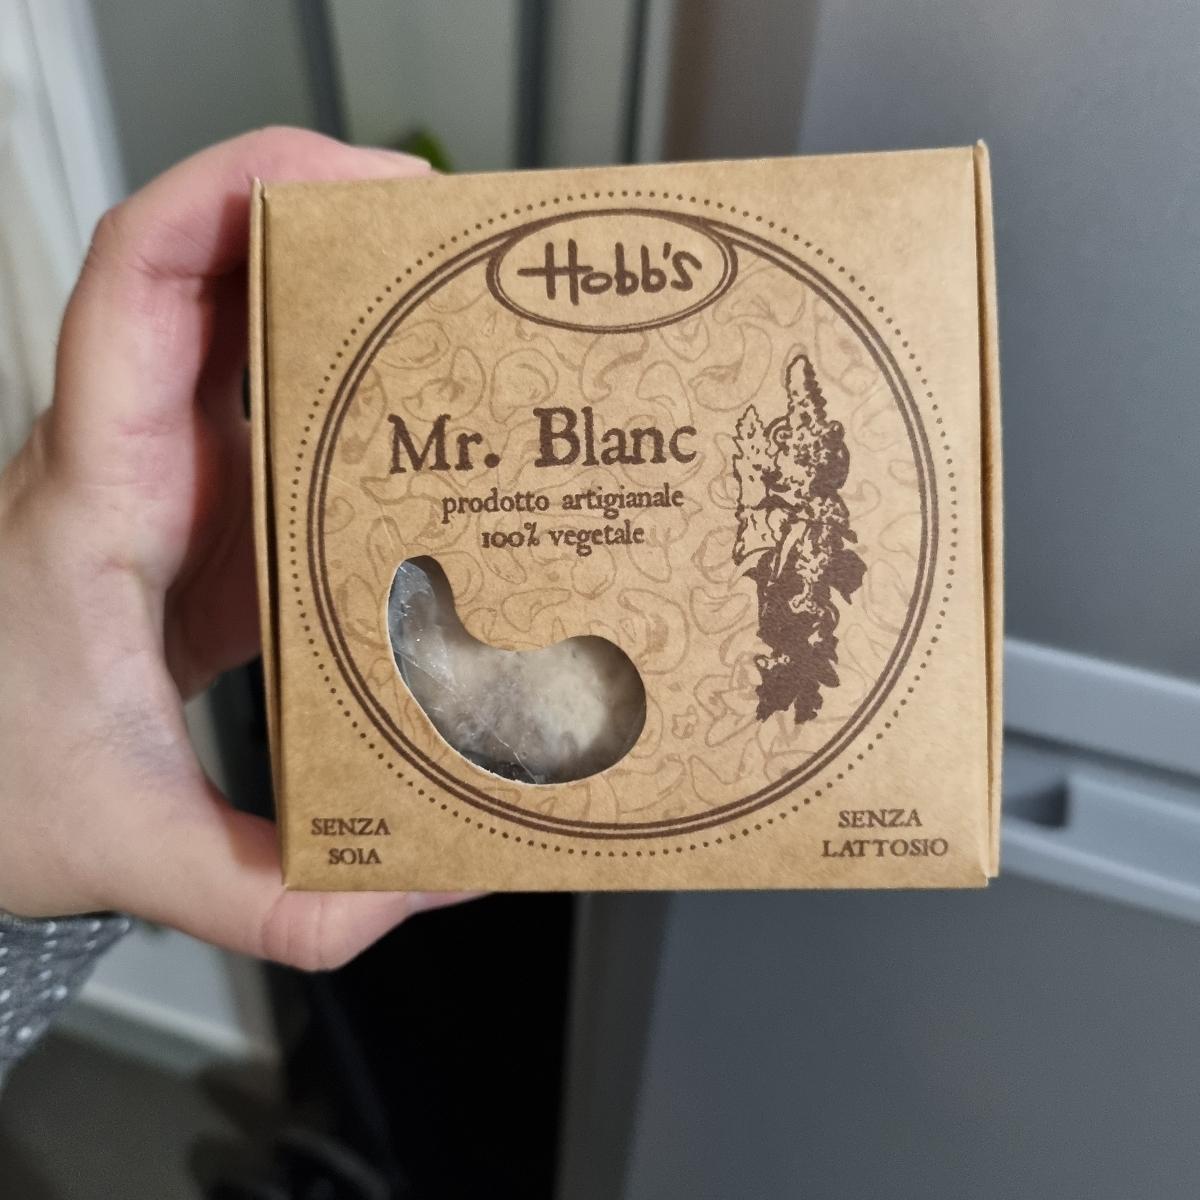 Hobb's
Mr. Blanc
prodotto artigianale
100% vegetale
SENZA
SOIA
SENZA
LATTOSIO